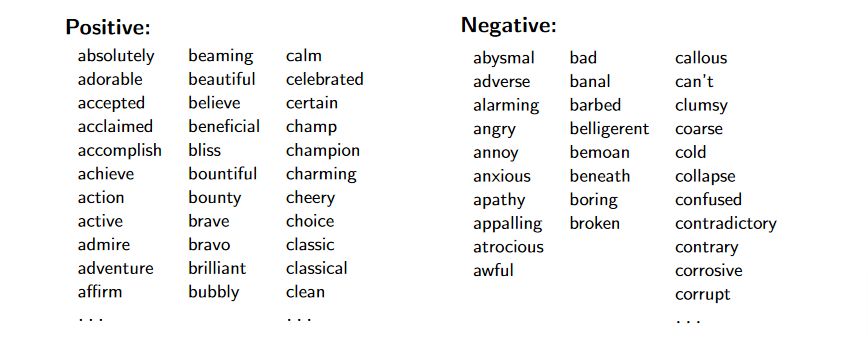 Positive:
absolutely beaming calm
adorable beautiful celebrated
accepted believe certain
acclaimed beneficial champ
accomplish bliss champion
achieve bountiful charming
action bounty cheery
active brave choice
admire bravo classic
adventure brilliant classical
affirm bubbly clean
... ...
Negative:
abysmal bad callous
adverse banal can't
alarming barbed clumsy
angry belligerent coarse
annoy bemoan cold
anxious beneath collapse
apathy boring confused
appalling broken contradictory
atrocious contrary
awful corrosive
corrupt
...